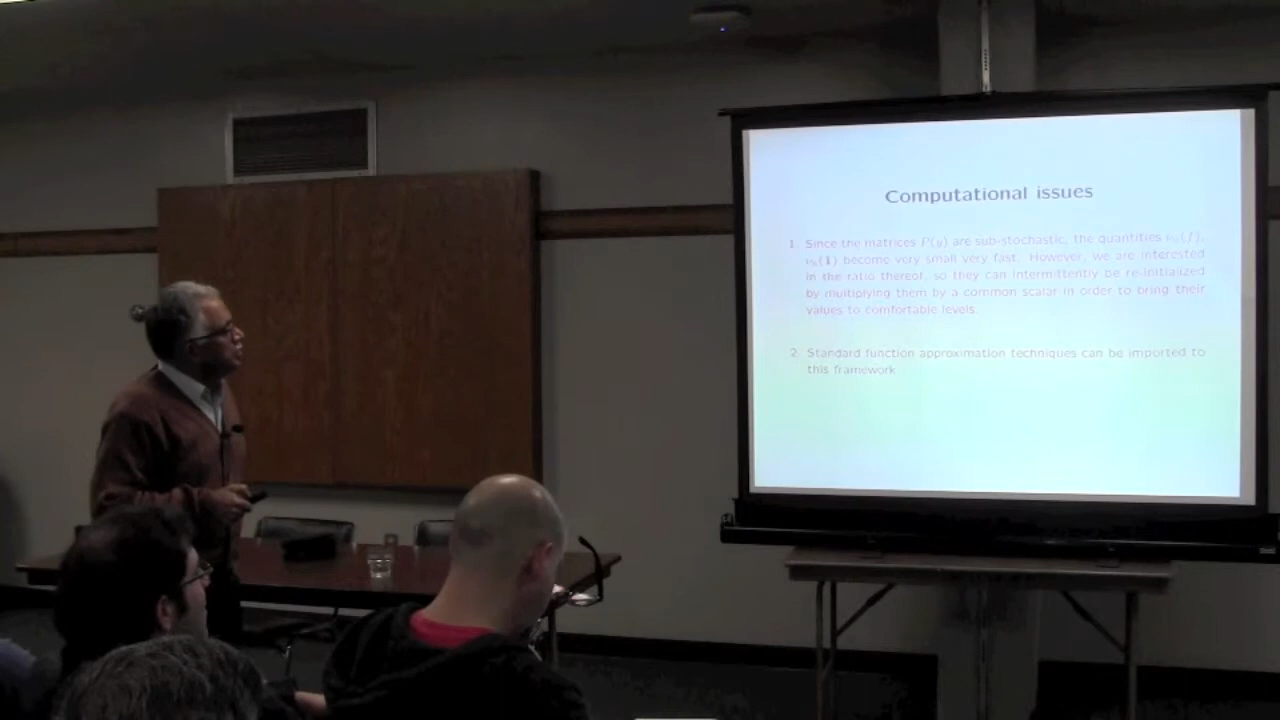 Computational issues
1. Since the matrices P(y) are sub-stochastic, the quantities νₙ(f),
νₙ(1) become very small very fast. However, we are interested
in the ratio thereof, so they can intermittently be re-initialized
by multiplying them by a common scalar in order to bring their
values to comfortable levels.
2. Standard function approximation techniques can be imported to
this framework